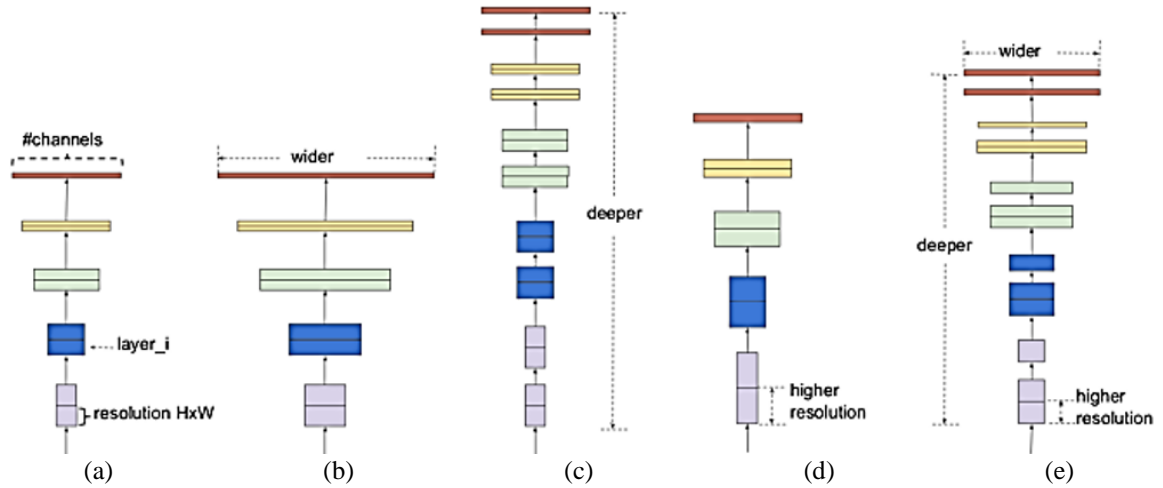 #channels
layer_i
resolution HxW
(a)
wider
(b)
deeper
(c)
higher
resolution
(d)
wider
deeper
higher
resolution
(e)